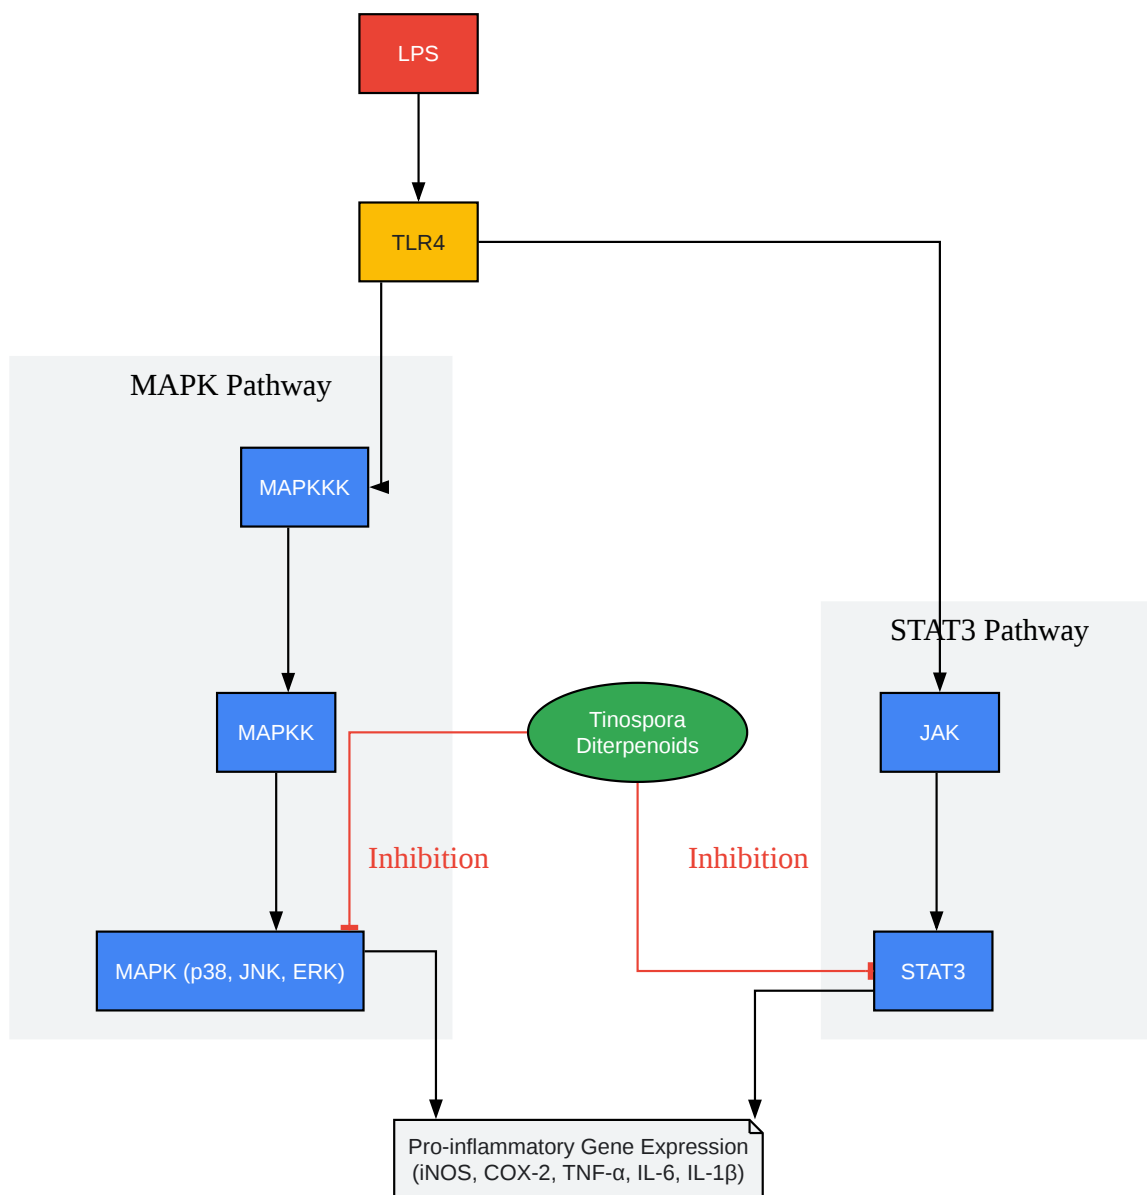 LPS
TLR4
MAPK Pathway
MAPKKK
STAT3 Pathway
MAPKK
Tinospora
Diterpenoids
JAK
Inhibition
Inhibition
MAPK (p38, JNK, ERK)
STAT3
Pro-inflammatory Gene Expression
(iNOS, COX-2, TNF-α, IL-6, IL-1β)